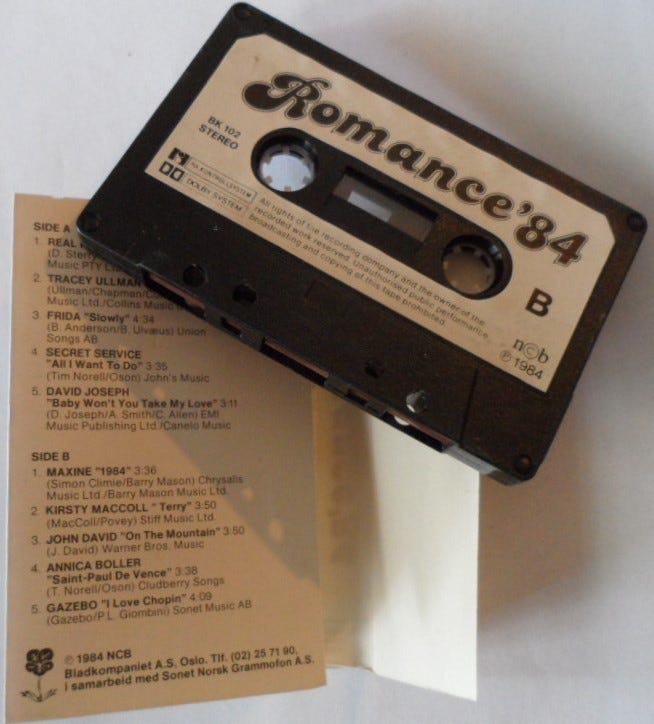 Romance'84
BK 102
STEREO
DOLBY SYSTEM
All rights of the recording company and the owner of the
recorded work reserved. Unauthorised public performance,
broadcasting and copying of this tape prohibited.
B
n©b
℗ 1984
SIDE A
1. REAL
(D. Sterry
Music PTY
2. TRACEY ULLMAN
(Ullman/Chapman/
Music Ltd./Collins Music
3. FRIDA "Slowly" 4:34
(B. Anderson/B. Ulvæus) Union
Songs AB
4 SECRET SERVICE
"All I Want To Do" 3:35
(Tim Norell/Oson) John's Music
5. DAVID JOSEPH
"Baby Won't You Take My Love" 3:11
(D. Joseph/A. Smith/C. Allen) EMI
Music Publishing Ltd./Canelo Music
SIDE B
1. MAXINE "1984" 3:36
(Simon Climie/Barry Mason) Chrysalis
Music Ltd./Barry Mason Music Ltd.
2. KIRSTY MACCOLL " Terry" 3:50
(MacColl/Povey) Stiff Music Ltd.
3. JOHN DAVID "On The Mountain" 3:50
(J. David) Warner Bros. Music
4. ANNICA BOLLER
"Saint-Paul De Vence" 3:38
(T. Norell/Oson) Cludberry Songs
5. GAZEBO "I Love Chopin" 4:09
(Gazebo/P.L. Giombini) Sonet Music AB
℗ 1984 NCB
Bladkompaniet A.S, Oslo. Tlf. (02) 25 71 90,
i samarbeid med Sonet Norsk Grammofon A.S.